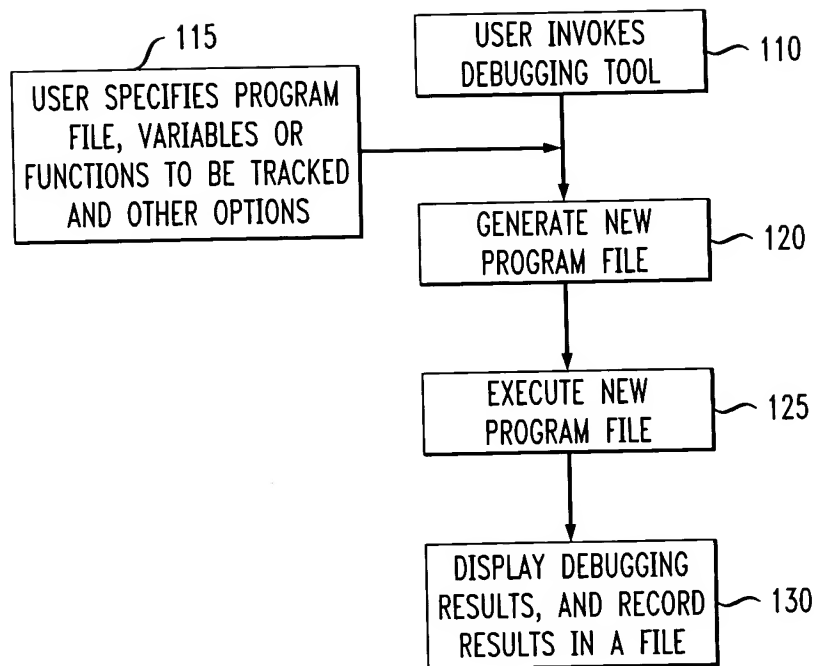 115
USER SPECIFIES PROGRAM
FILE, VARIABLES OR
FUNCTIONS TO BE TRACKED
AND OTHER OPTIONS
USER INVOKES
DEBUGGING TOOL
110
GENERATE NEW
PROGRAM FILE
120
EXECUTE NEW
PROGRAM FILE
125
DISPLAY DEBUGGING
RESULTS, AND RECORD
RESULTS IN A FILE
130